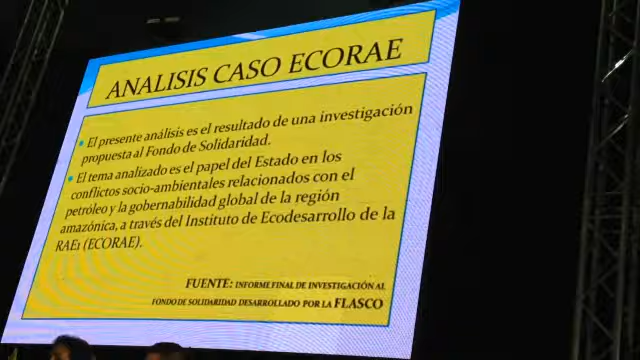 ANALISIS CASO ECORAE
• El presente análisis es el resultado de una investigación
propuesta al Fondo de Solidaridad.
• El tema analizado es el papel del Estado en los
conflictos socio-ambientales relacionados con el
petróleo y la gobernabilidad global de la región
amazónica, a través del Instituto de Ecodesarrollo de la
RAE1 (ECORAE).
FUENTE: INFORME FINAL DE INVESTIGACIÓN AL
FONDO DE SOLIDARIDAD DESARROLLADO POR LA FLASCO